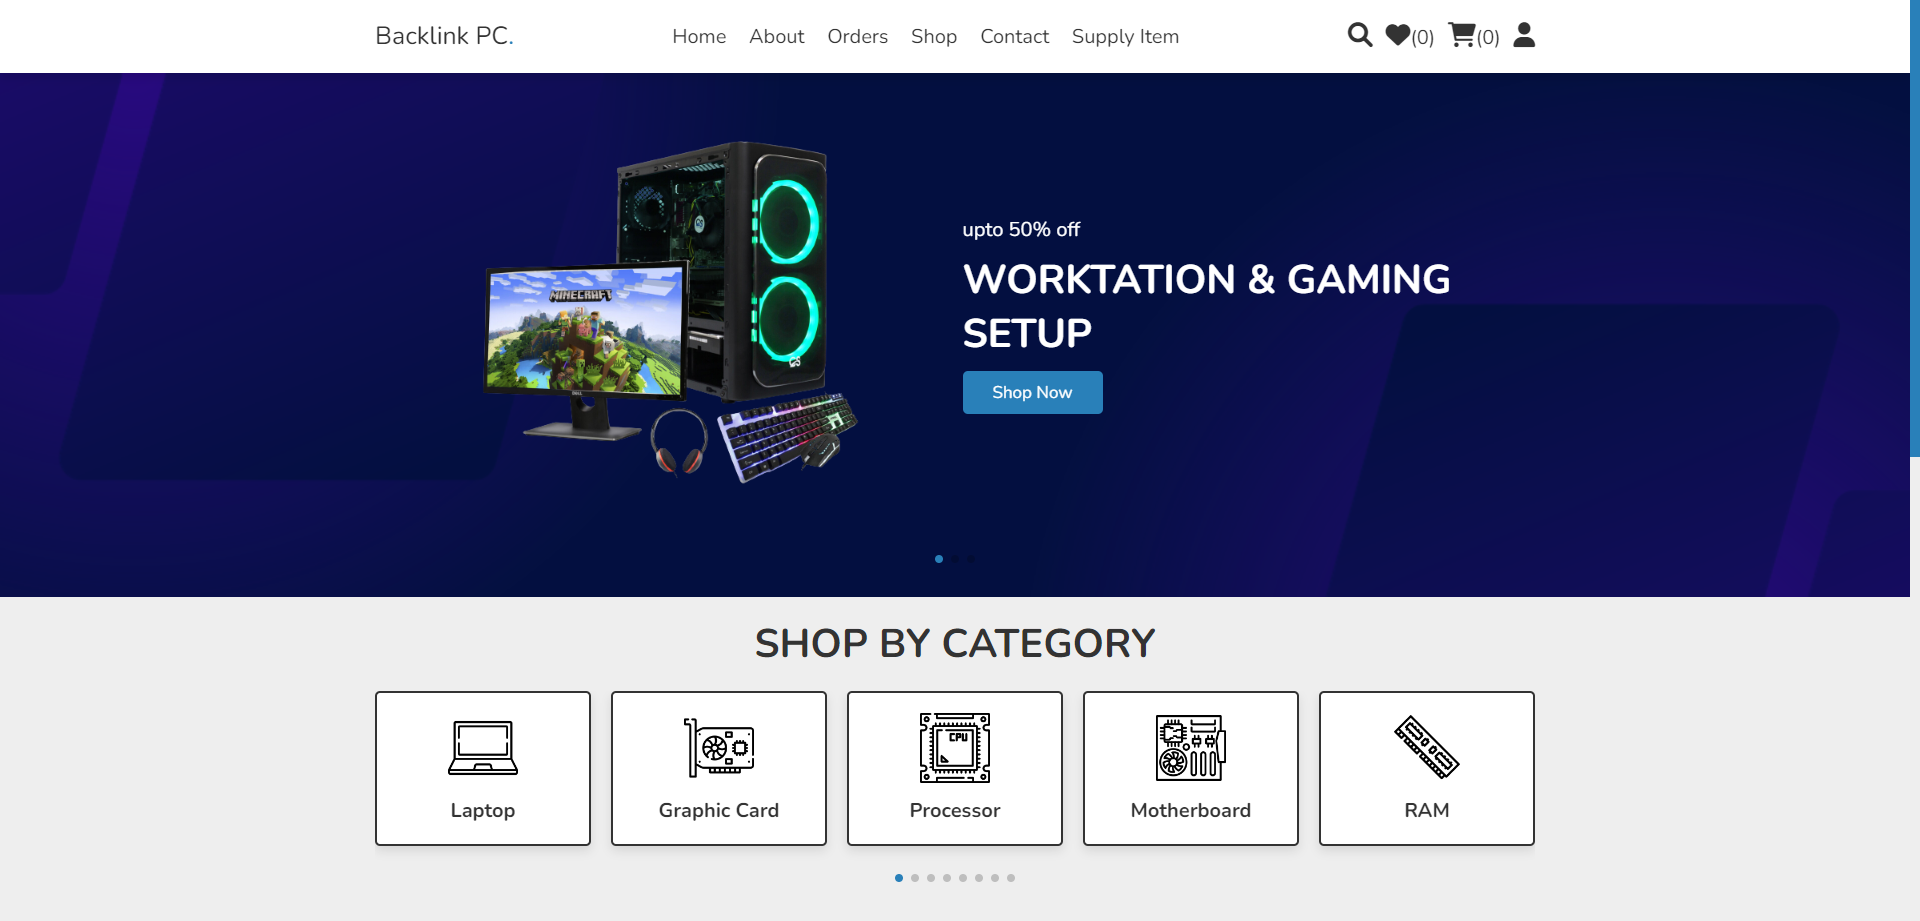 Backlink PC.
Home About Orders Shop Contact Supply Item
(0) (0)
MINECRAFT
DELL
upto 50% off
WORKTATION & GAMING
SETUP
Shop Now
SHOP BY CATEGORY
CPU
Laptop Graphic Card Processor Motherboard RAM